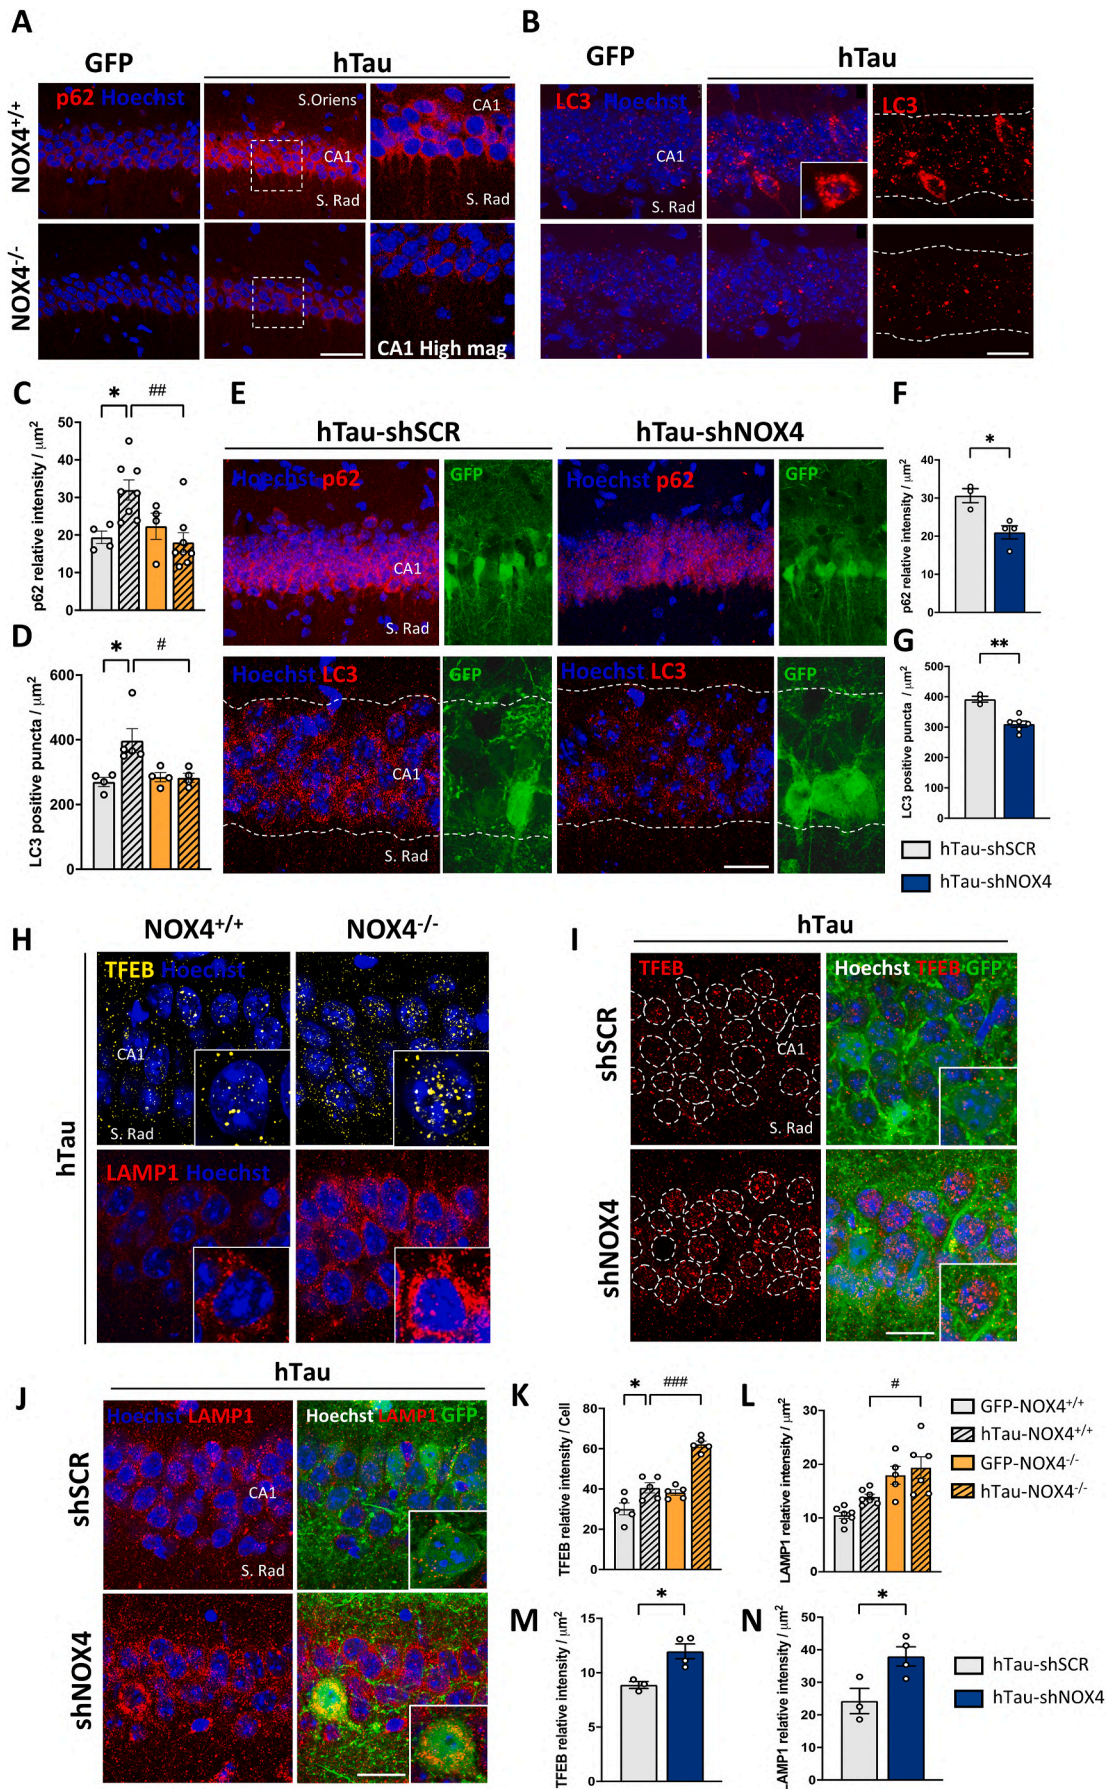 A
B
GFP
hTau
GFP
hTau
NOX4+/+
NOX4-/-
p62 Hoechst
S.Oriens
CA1
S. Rad
CA1
S. Rad
CA1 High mag
LC3 Hoechst
CA1
S. Rad
LC3
C
* ##
p62 relative intensity / μm2
50
40
30
20
10
0
D
* #
LC3 positive puncta / μm2
600
400
200
0
E
hTau-shSCR
hTau-shNOX4
Hoechst p62
GFP
Hoechst p62
GFP
CA1
S. Rad
Hoechst LC3
GFP
Hoechst LC3
GFP
CA1
S. Rad
F
*
p62 relative intensity / μm2
40
30
20
10
0
G
**
LC3 positive puncta / μm2
500
400
300
200
100
0
hTau-shSCR
hTau-shNOX4
H
NOX4+/+
NOX4-/-
hTau
TFEB Hoechst
CA1
S. Rad
LAMP1 Hoechst
I
hTau
shSCR
shNOX4
TFEB
Hoechst TFEB GFP
CA1
S. Rad
J
hTau
shSCR
shNOX4
Hoechst LAMP1
Hoechst LAMP1 GFP
CA1
S. Rad
K
* ###
TFEB relative intensity / Cell
80
60
40
20
0
L
#
LAMP1 relative intensity / μm2
30
20
10
0
GFP-NOX4+/+
hTau-NOX4+/+
GFP-NOX4-/-
hTau-NOX4-/-
M
*
TFEB relative intensity / μm2
15
10
5
0
N
*
LAMP1 relative intensity / μm2
50
40
30
20
10
0
hTau-shSCR
hTau-shNOX4